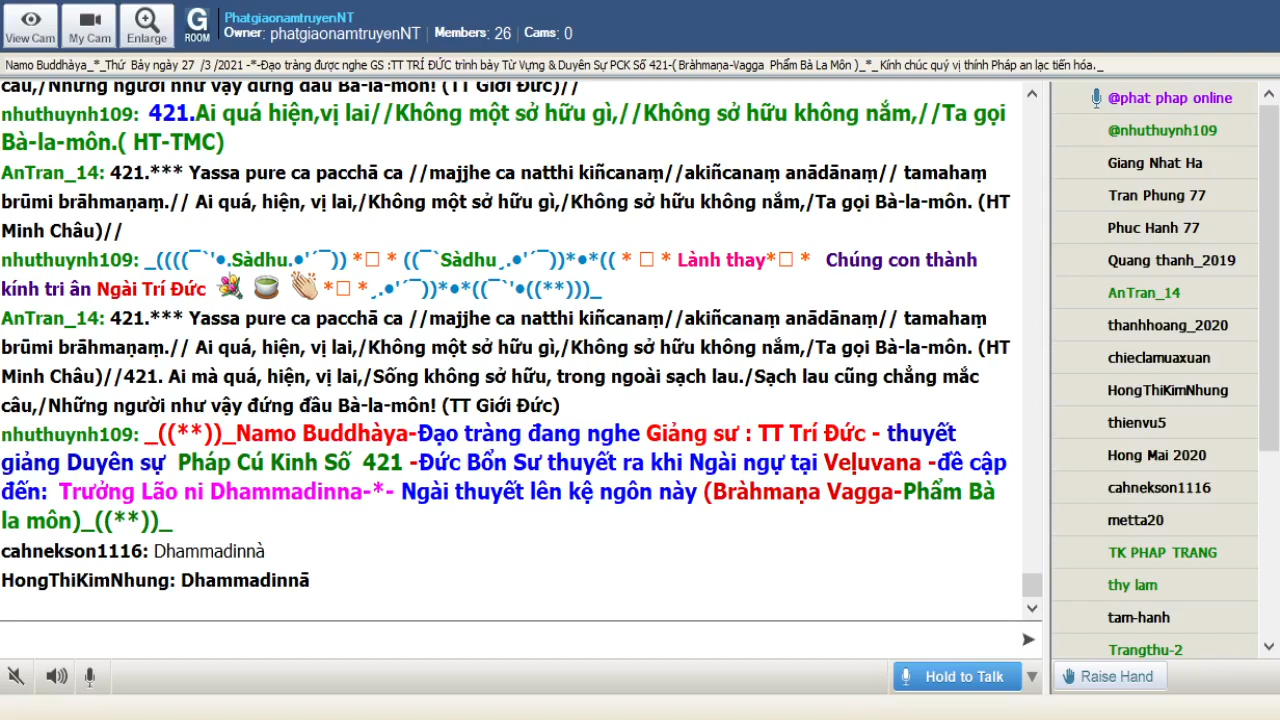 View Cam
My Cam
Enlarge
G
ROOM
PhatgiaonamtruyenNT
Owner: phatgiaonamtruyenNT | Members: 26 | Cams: 0
Namo Buddhàya_*_Thứ Bảy ngày 27 /3 /2021 -*-Đạo tràng được nghe GS :TT TRÍ ĐỨC trình bày Từ Vựng & Duyên Sự PCK Số 421-( Bràhmaṇa-Vagga Phẩm Bà La Môn )_*_ Kính chúc quý vị thính Pháp an lạc tiến hóa._
câu,/Những người như vậy đứng đầu Bà-la-môn! (TT Giới Đức)//
nhuthuynh109: 421.Ai quá hiện,vị lai//Không một sở hữu gì,//Không sở hữu không nắm,//Ta gọi
Bà-la-môn.( HT-TMC)
AnTran_14: 421.*** Yassa pure ca pacchā ca //majjhe ca natthi kiñcanaṃ//akiñcanaṃ anādānaṃ// tamahaṃ
brūmi brāhmaṇaṃ.// Ai quá, hiện, vị lai,/Không một sở hữu gì,/Không sở hữu không nắm,/Ta gọi Bà-la-môn. (HT
Minh Châu)//
nhuthuynh109: _((((¯`'●.Sàdhu.●'´¯)) *□ * ((¯`Sàdhu¸.●'´¯))*●*(( * □ * Lành thay*□ * Chúng con thành
kính tri ân Ngài Trí Đức *□ *¸.●'´¯))*●*((¯`'●((**)))_
AnTran_14: 421.*** Yassa pure ca pacchā ca //majjhe ca natthi kiñcanaṃ//akiñcanaṃ anādānaṃ// tamahaṃ
brūmi brāhmaṇaṃ.// Ai quá, hiện, vị lai,/Không một sở hữu gì,/Không sở hữu không nắm,/Ta gọi Bà-la-môn. (HT
Minh Châu)//421. Ai mà quá, hiện, vị lai,/Sống không sở hữu, trong ngoài sạch lau./Sạch lau cũng chẳng mắc
câu,/Những người như vậy đứng đầu Bà-la-môn! (TT Giới Đức)
nhuthuynh109: _((**))_Namo Buddhàya-Đạo tràng đang nghe Giảng sư : TT Trí Đức - thuyết
giảng Duyên sự Pháp Cú Kinh Số 421 -Đức Bổn Sư thuyết ra khi Ngài ngự tại Veḷuvana -đề cập
đến: Trưởng Lão ni Dhammadinna-*- Ngài thuyết lên kệ ngôn này (Bràhmaṇa Vagga-Phẩm Bà
la môn)_((**))_
cahnekson1116: Dhammadinnà
HongThiKimNhung: Dhammadinnā
@phat phap online
@nhuthuynh109
Giang Nhat Ha
Tran Phung 77
Phuc Hanh 77
Quang thanh_2019
AnTran_14
thanhhoang_2020
chieclamuaxuan
HongThiKimNhung
thienvu5
Hong Mai 2020
cahnekson1116
metta20
TK PHAP TRANG
thy lam
tam-hanh
Trangthu-2
Hold to Talk
Raise Hand